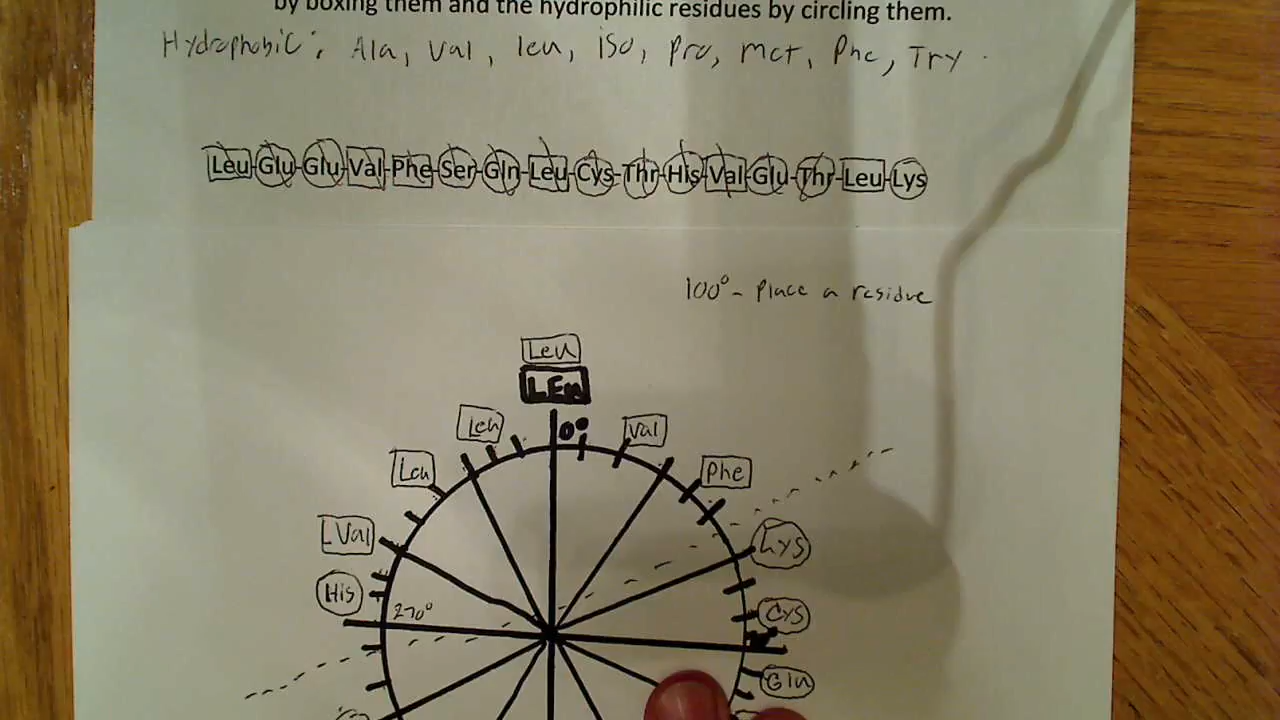 by boxing them and the hydrophilic residues by circling them.
Hydrophobic: Ala, Val, leu, iso, pro, met, Phe, Try.
Leu-Glu-Glu-Val-Phe-Ser-Gln-Leu-Cys-Thr-His-Val-Glu-Thr-Leu-Lys
100° - Place a residue
Leu
LEu
Leu 0° Val
Leu Phe
Val Lys
His 270° Cys
Gln